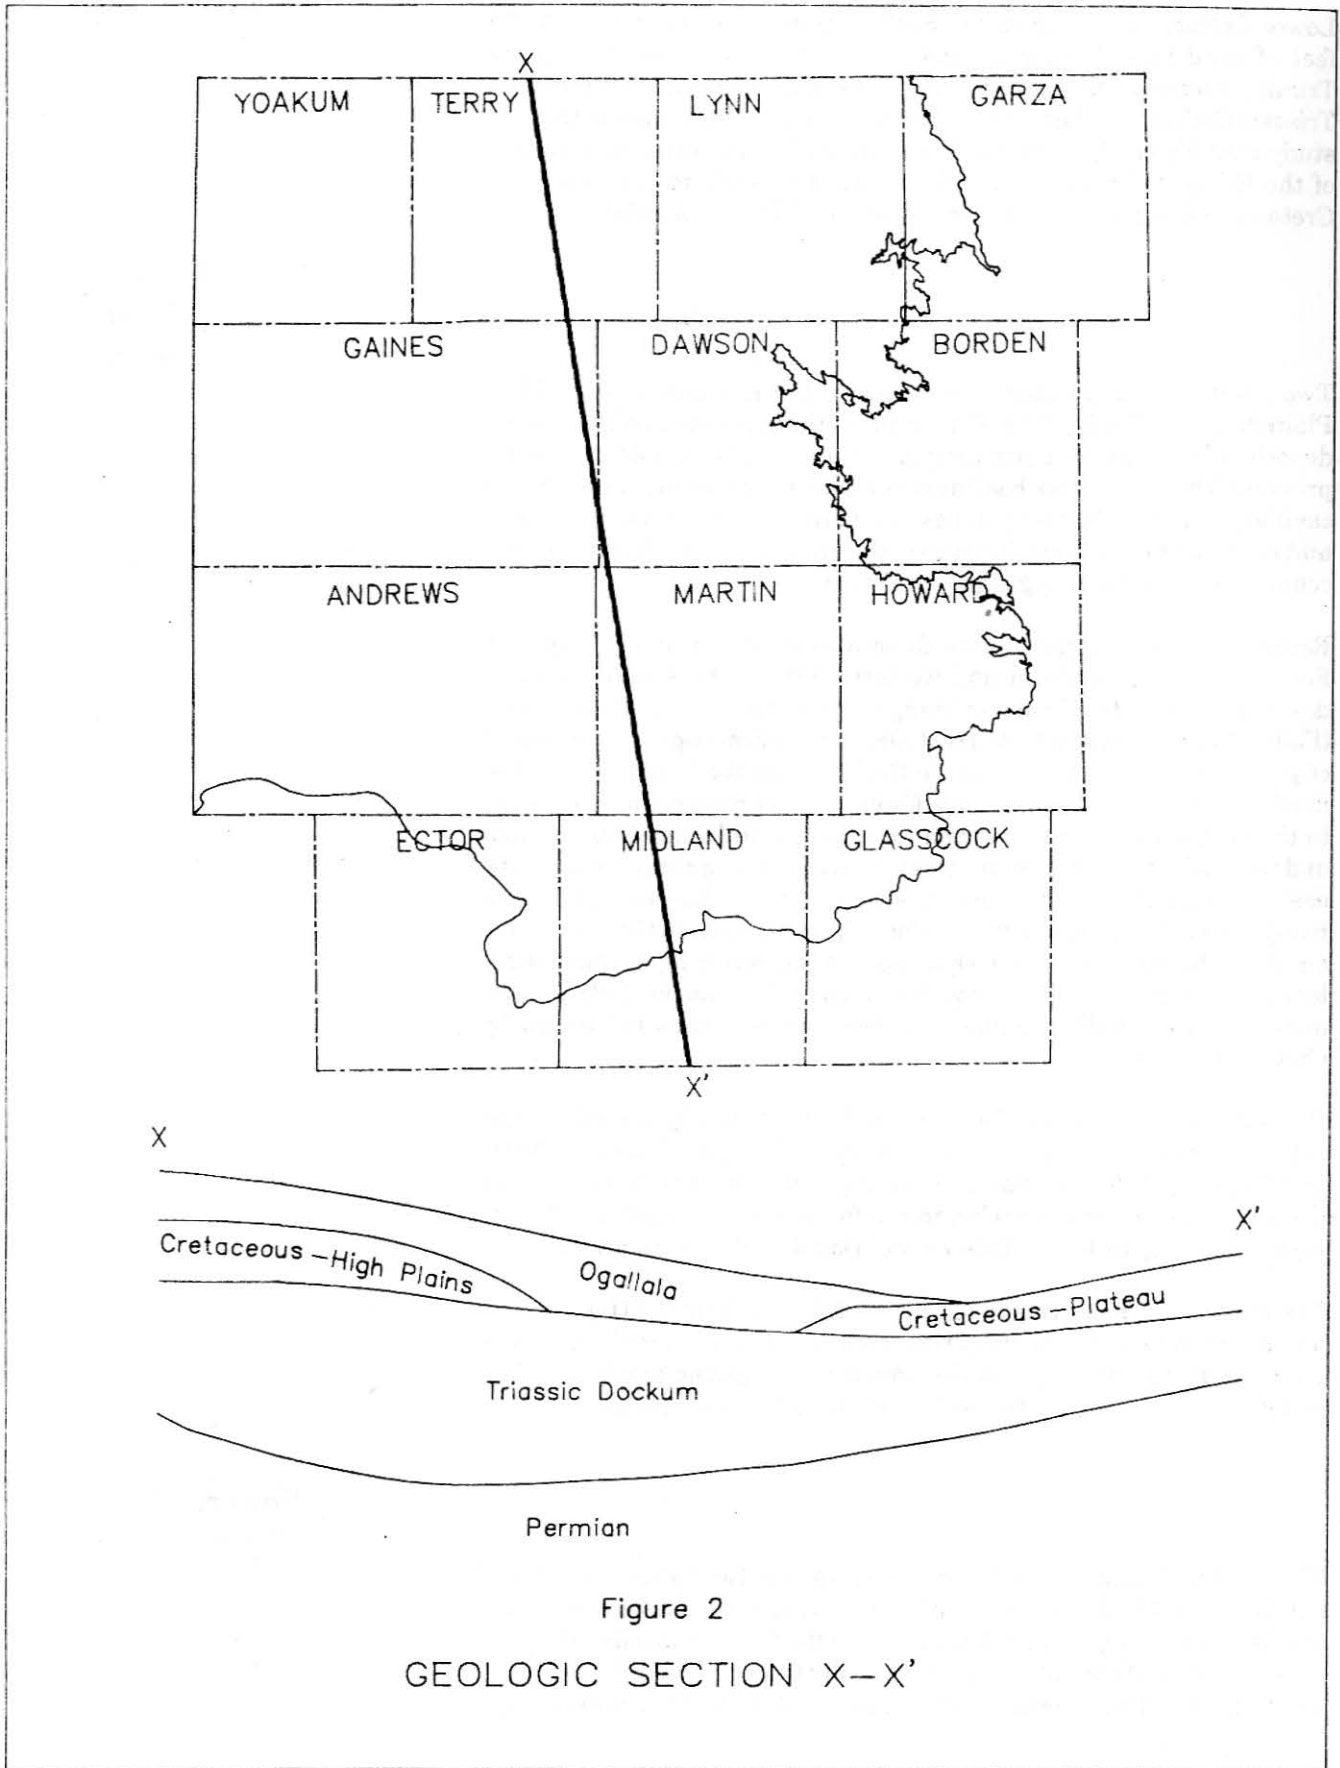 X
YOAKUM TERRY LYNN GARZA
GAINES DAWSON BORDEN
ANDREWS MARTIN HOWARD
ECTOR MIDLAND GLASSCOCK
X'
X
X'
Cretaceous-High Plains
Ogallala
Cretaceous-Plateau
Triassic Dockum
Permian
Figure 2
GEOLOGIC SECTION X-X'